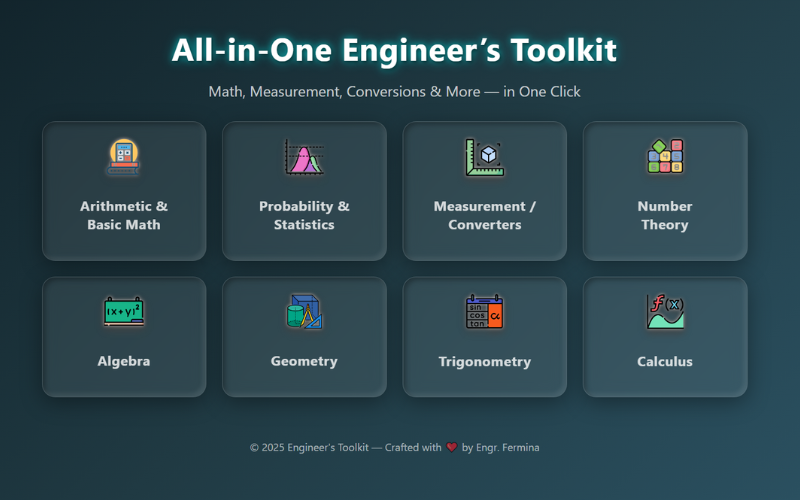 All-in-One Engineer's Toolkit
Math, Measurement, Conversions & More — in One Click
Arithmetic &
Basic Math
Probability &
Statistics
Measurement /
Converters
Number
Theory
|x+y|²
sin
cos
tan
α
f(x)
Algebra
Geometry
Trigonometry
Calculus
© 2025 Engineer's Toolkit — Crafted with ❤ by Engr. Fermina